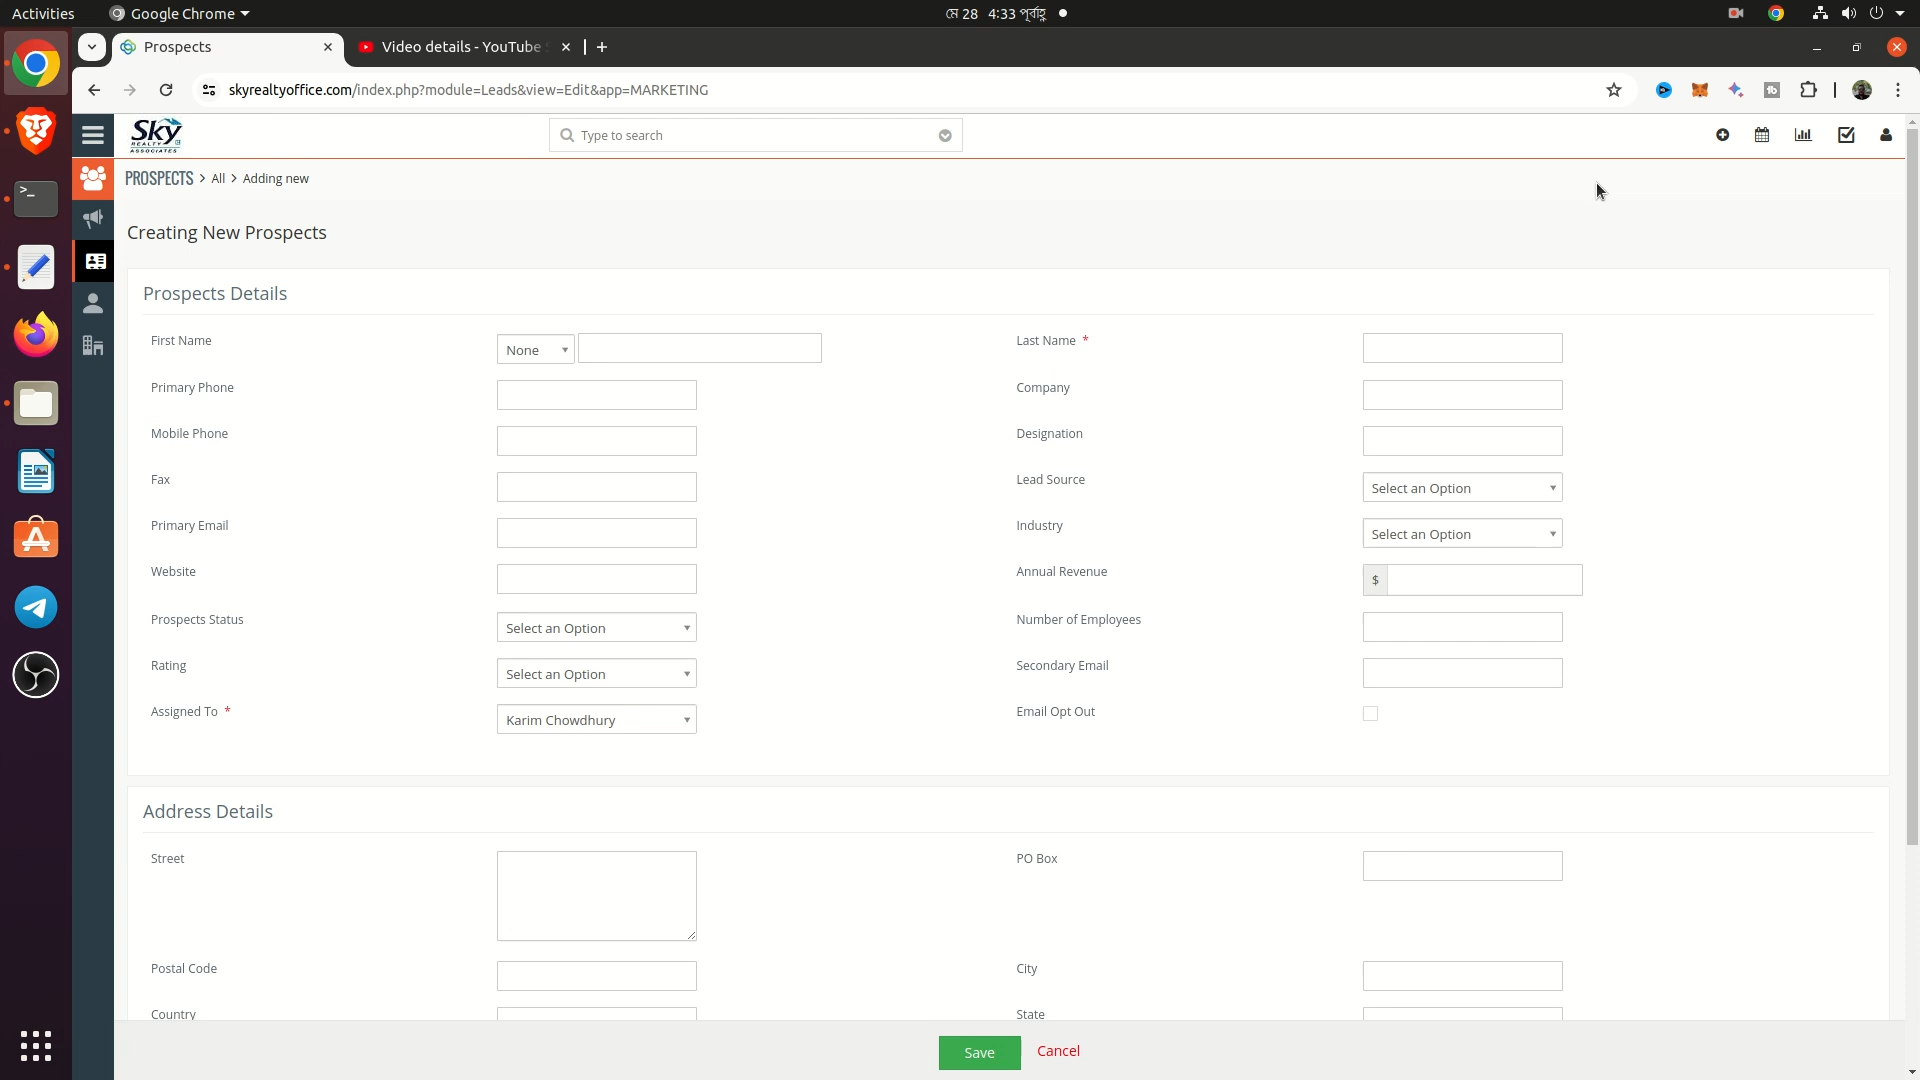 Activities Google Chrome মে 28 4:33 পূর্বাহ্ণ
Prospects Video details - YouTube
skyrealtyoffice.com/index.php?module=Leads&view=Edit&app=MARKETING
Sky
REALTY
ASSOCIATES
Type to search
PROSPECTS > All > Adding new
Creating New Prospects
Prospects Details
First Name None Last Name *
Primary Phone Company
Mobile Phone Designation
Fax Lead Source Select an Option
Primary Email Industry Select an Option
Website Annual Revenue $
Prospects Status Select an Option Number of Employees
Rating Select an Option Secondary Email
Assigned To * Karim Chowdhury Email Opt Out
Address Details
Street PO Box
Postal Code City
Country State
Save Cancel